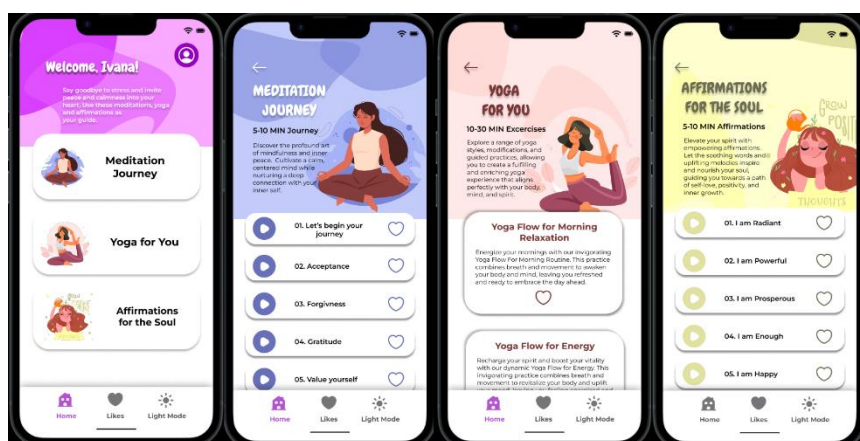 Welcome, Ivana!
Say goodbye to stress and invite
peace and calmness into your
heart. Use these meditations, yoga
and affirmations as
your guide.
Meditation
Journey
Yoga for You
Affirmations
for the Soul
Home
Likes
Light Mode
MEDITATION
JOURNEY
5-10 MIN Journey
Discover the profound art
of mindfulness and inner
peace. Cultivate a calm,
centered mind while
nurturing a deep
connection with your
inner self.
01. Let's begin your
journey
02. Acceptance
03. Forgivness
04. Gratitude
05. Value yourself
Home
Likes
Light Mode
YOGA
FOR YOU
10-30 MIN Excercises
Explore a range of yoga
styles, modifications, and
guided practices, allowing
you to create a fulfilling
and enriching yoga
experience that aligns
perfectly with your body,
mind, and spirit.
Yoga Flow for Morning
Relaxation
Energize your mornings with our invigorating
Yoga Flow For Morning Routine. This practice
combines breath and movement to awaken
your body and mind, leaving you refreshed
and ready to embrace the day ahead.
Yoga Flow for Energy
Recharge your spirit and boost your vitality
with our dynamic Yoga Flow for Energy. This
invigorating practice combines breath and
movement to revitalize your body and uplift
Home
Likes
Light Mode
AFFIRMATIONS
FOR THE SOUL
5-10 MIN Affirmations
Elevate your spirit with
empowering affirmations.
Let the soothing words and
uplifting melodies inspire
and nourish your soul,
guiding you towards a path
of self-love, positivity, and
inner growth.
GROW
POSIT
THOUGHTS
01. I am Radiant
02. I am Powerful
03. I am Prosperous
04. I am Enough
05. I am Happy
Home
Likes
Light Mode